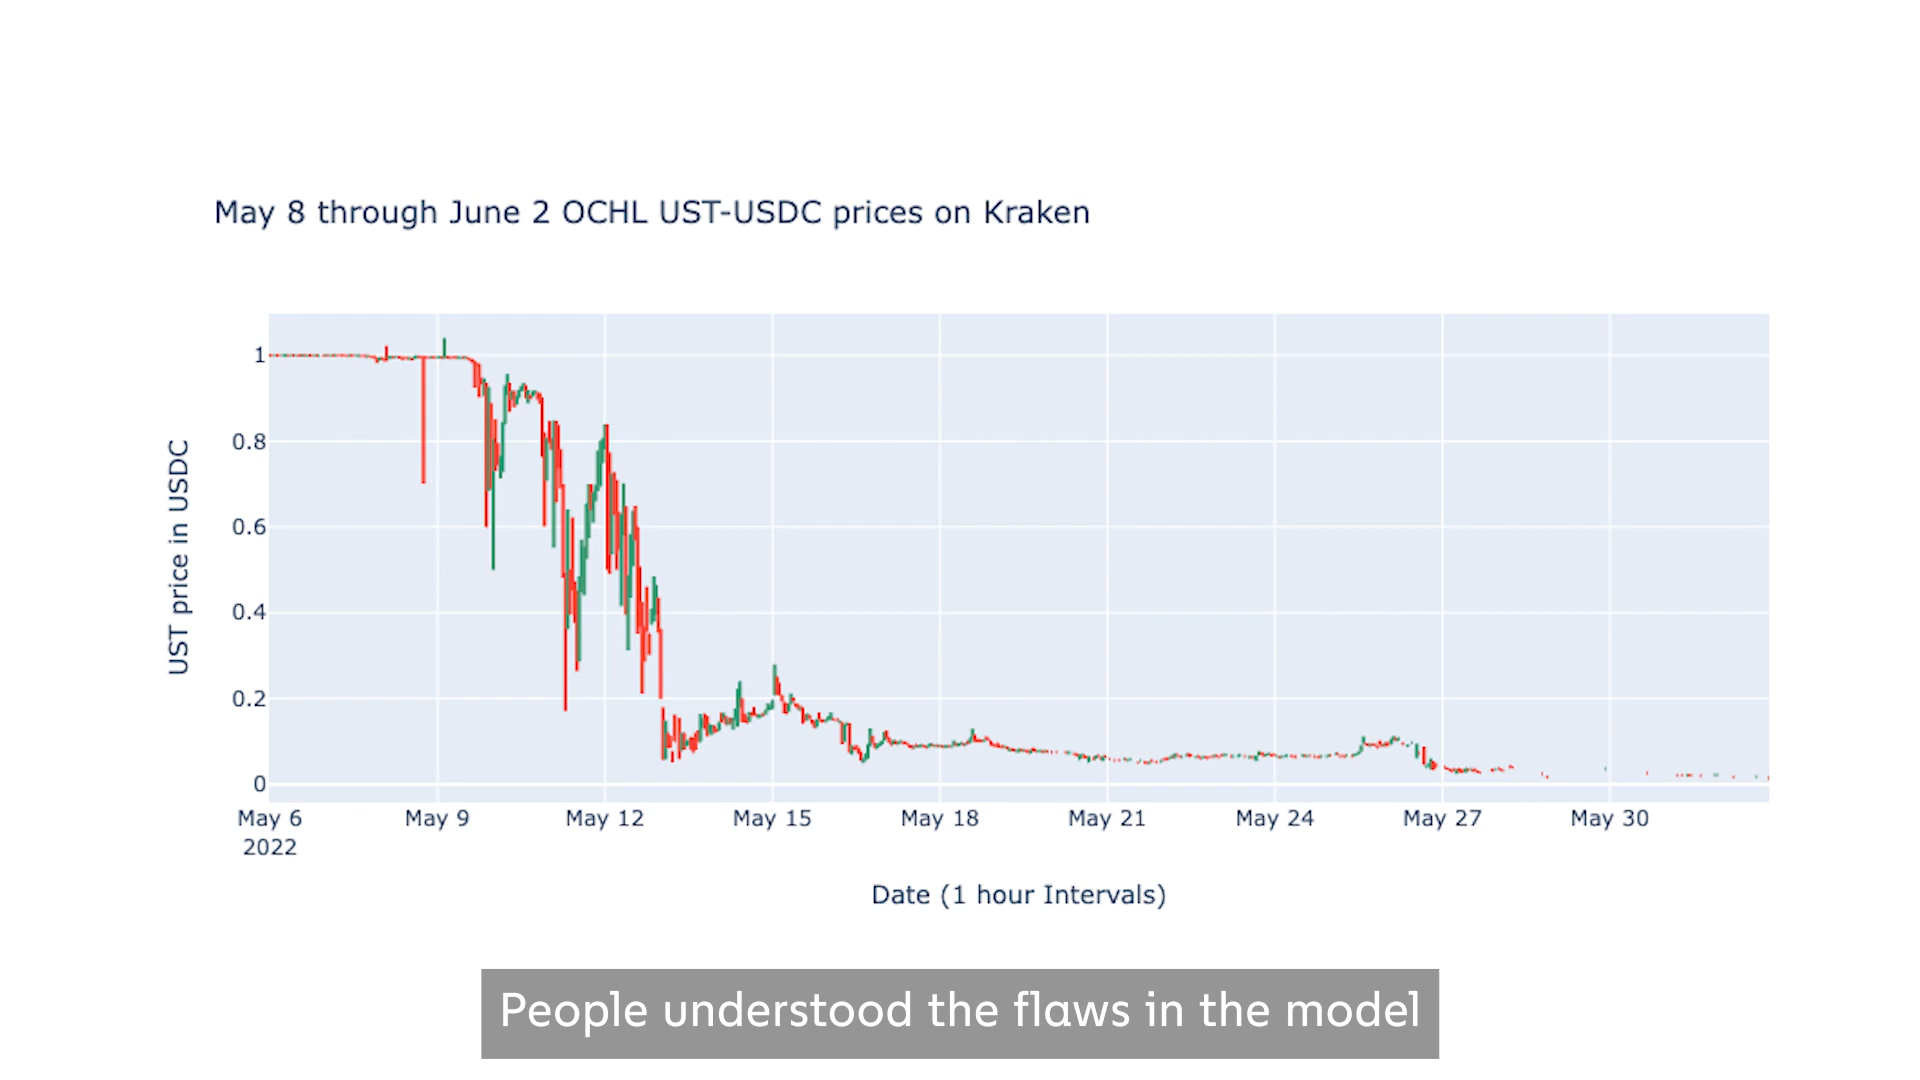 May 8 through June 2 OCHL UST-USDC prices on Kraken
UST price in USDC
1
0.8
0.6
0.4
0.2
0
May 6
2022
May 9
May 12
May 15
May 18
May 21
May 24
May 27
May 30
Date (1 hour Intervals)
People understood the flaws in the model